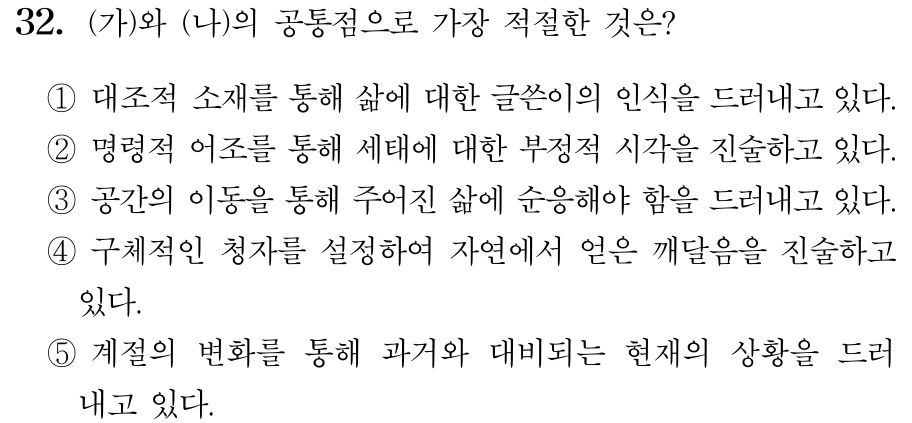 32. (가)와 (나)의 공통점으로 가장 적절한 것은?
① 대조적 소재를 통해 삶에 대한 글쓴이의 인식을 드러내고 있다.
② 명령적 어조를 통해 세태에 대한 부정적 시각을 진술하고 있다.
③ 공간의 이동을 통해 주어진 삶에 순응해야 함을 드러내고 있다.
④ 구체적인 청자를 설정하여 자연에서 얻은 깨달음을 진술하고
있다.
⑤ 계절의 변화를 통해 과거와 대비되는 현재의 상황을 드러
내고 있다.